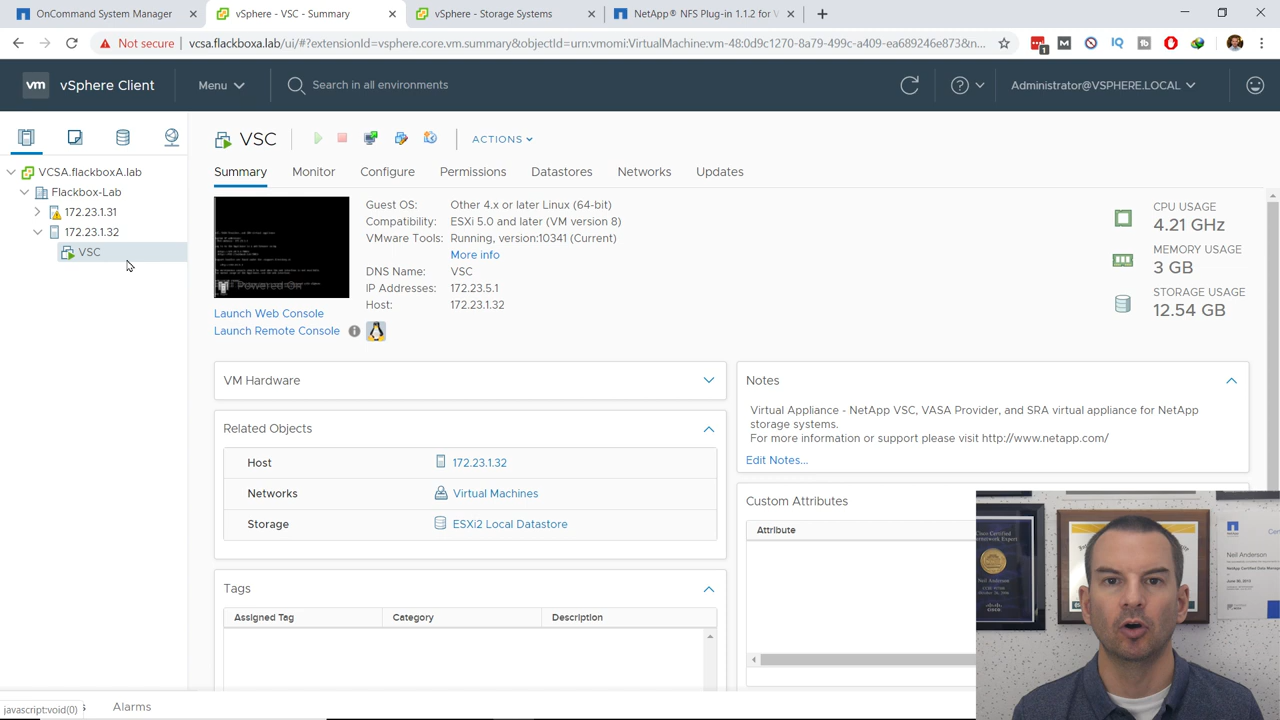 OnCommand System Manager
vSphere - VSC - Summary
vSphere - Storage Systems
NetApp® NFS Plug-in 1.1.2 for V
Not secure
vcsa.flackboxa.lab/ui/#?extensionId=vsphere.core.vm.summary&objectId=urn:vmomi:VirtualMachine:vm-48:0d9c1270-8a79-499c-a409-ea689246e873&n...
vm
vSphere Client
Menu
Search in all environments
Administrator@VSPHERE.LOCAL
VSC
ACTIONS
VCSA.flackboxA.lab
Flackbox-Lab
172.23.1.31
172.23.1.32
VSC
Summary
Monitor
Configure
Permissions
Datastores
Networks
Updates
Powered On
Guest OS: Other 4.x or later Linux (64-bit)
Compatibility: ESXi 5.0 and later (VM version 8)
VMware Tools: Running, version:10341 (Current)
More info
DNS Name: VSC
IP Addresses: 172.23.5.1
Host: 172.23.1.32
Launch Web Console
Launch Remote Console
CPU USAGE
4.21 GHz
MEMORY USAGE
3 GB
STORAGE USAGE
12.54 GB
VM Hardware
Related Objects
Host 172.23.1.32
Networks Virtual Machines
Storage ESXi2 Local Datastore
Tags
Assigned Tag
Category
Description
Notes
Virtual Appliance - NetApp VSC, VASA Provider, and SRA virtual appliance for NetApp
storage systems.
For more information or support please visit http://www.netapp.com/
Edit Notes...
Custom Attributes
Attribute
Neil Anderson
javascript:void(0)
Alarms